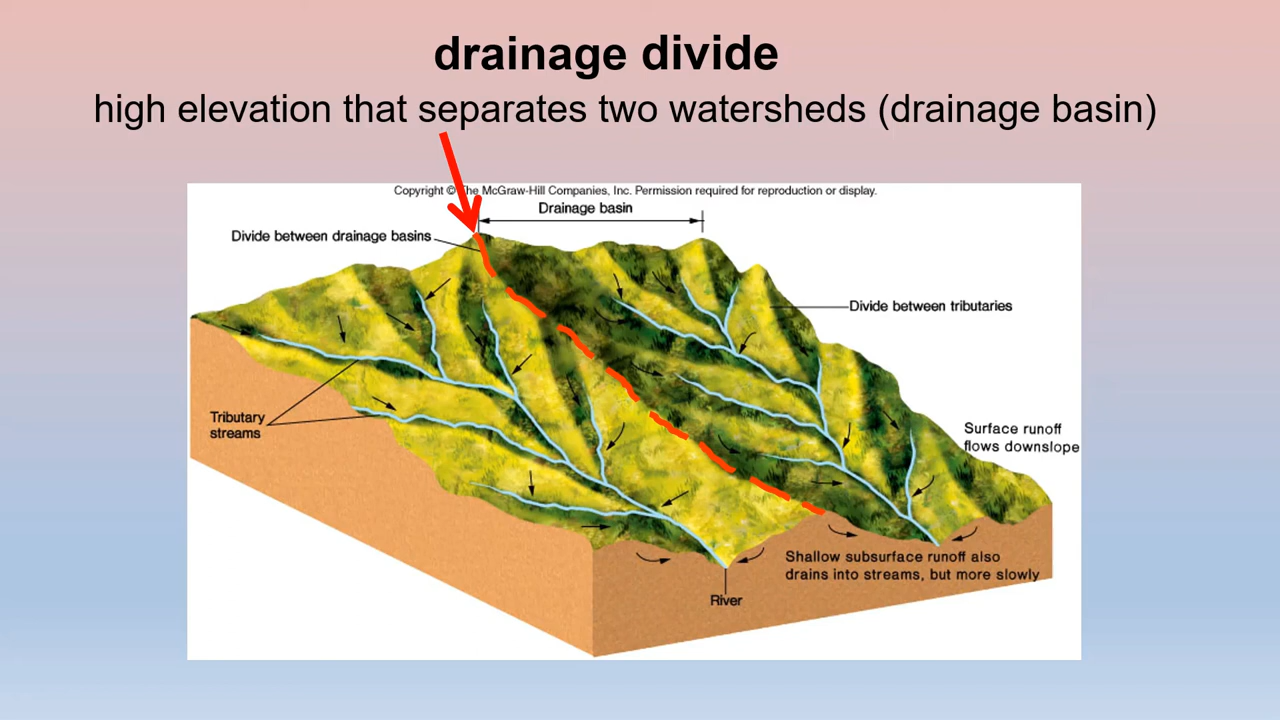 drainage divide
high elevation that separates two watersheds (drainage basin)
Copyright © The McGraw-Hill Companies, Inc. Permission required for reproduction or display.
Drainage basin
Divide between drainage basins
Divide between tributaries
Tributary
streams
Surface runoff
flows downslope
Shallow subsurface runoff also
drains into streams, but more slowly
River